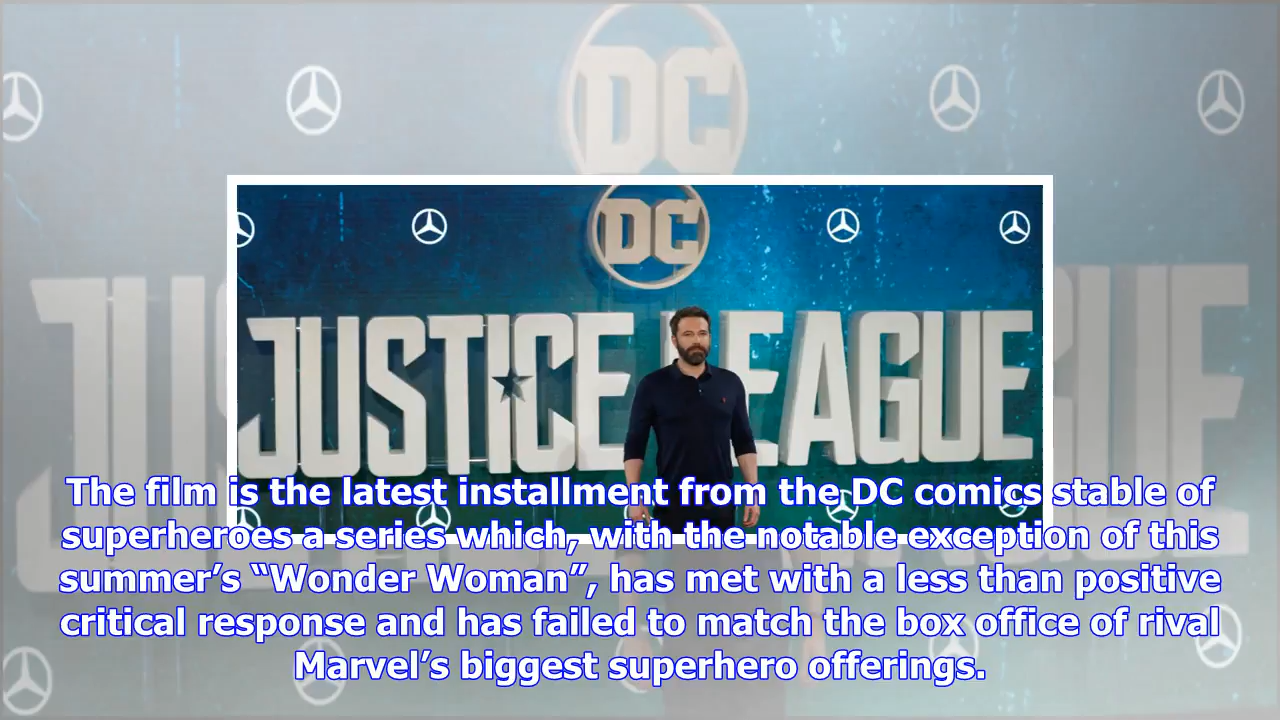 DC
DC
JUSTICE LEAGUE
The film is the latest installment from the DC comics stable of
superheroes a series which, with the notable exception of this
summer’s “Wonder Woman”, has met with a less than positive
critical response and has failed to match the box office of rival
Marvel’s biggest superhero offerings.